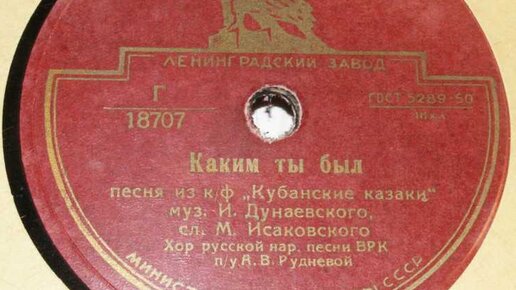 ЛЕНИНГРАДСКИЙ ЗАВОД
Г
18707
ГОСТ 5289-50
Каким ты был
песня из к/ф „Кубанские казаки"
муз. И. Дунаевского,
сл. М. Исаковского
Хор русской нар. песни ВРК
п/у А. В. Рудневой
СССР